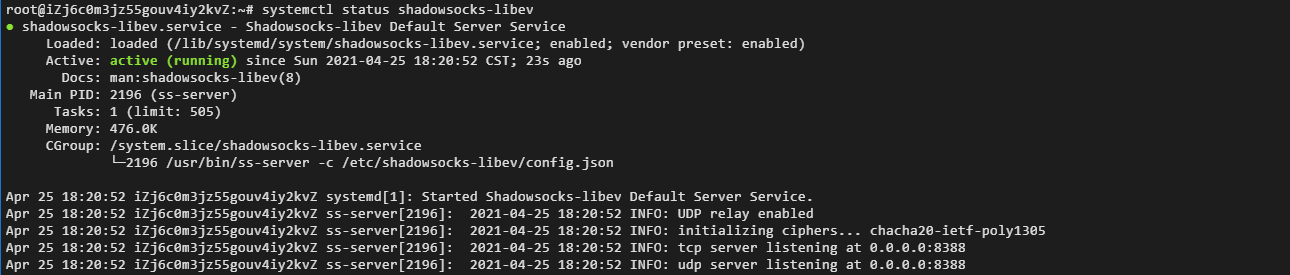 root@iZj6c0m3jz55gouv4iy2kvZ:~# systemctl status shadowsocks-libev
● shadowsocks-libev.service - Shadowsocks-libev Default Server Service
Loaded: loaded (/lib/systemd/system/shadowsocks-libev.service; enabled; vendor preset: enabled)
Active: active (running) since Sun 2021-04-25 18:20:52 CST; 23s ago
Docs: man:shadowsocks-libev(8)
Main PID: 2196 (ss-server)
Tasks: 1 (limit: 505)
Memory: 476.0K
CGroup: /system.slice/shadowsocks-libev.service
└─2196 /usr/bin/ss-server -c /etc/shadowsocks-libev/config.json
Apr 25 18:20:52 iZj6c0m3jz55gouv4iy2kvZ systemd[1]: Started Shadowsocks-libev Default Server Service.
Apr 25 18:20:52 iZj6c0m3jz55gouv4iy2kvZ ss-server[2196]:  2021-04-25 18:20:52 INFO: UDP relay enabled
Apr 25 18:20:52 iZj6c0m3jz55gouv4iy2kvZ ss-server[2196]:  2021-04-25 18:20:52 INFO: initializing ciphers... chacha20-ietf-poly1305
Apr 25 18:20:52 iZj6c0m3jz55gouv4iy2kvZ ss-server[2196]:  2021-04-25 18:20:52 INFO: tcp server listening at 0.0.0.0:8388
Apr 25 18:20:52 iZj6c0m3jz55gouv4iy2kvZ ss-server[2196]:  2021-04-25 18:20:52 INFO: udp server listening at 0.0.0.0:8388